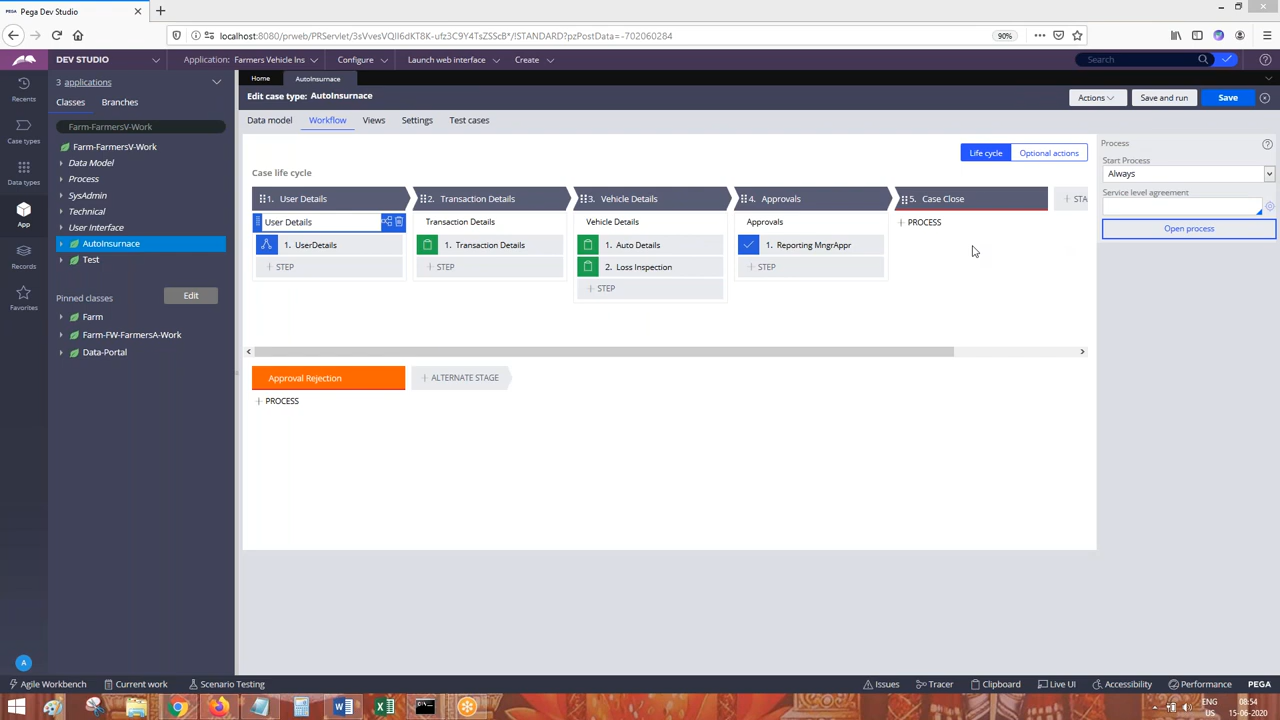 Pega Dev Studio
localhost:8080/prweb/PRServlet/3sVvesVQII6dKT8K-ufz3C9Y4TsZSScB*/!STANDARD?pzPostData=-702060284
90%
PEGA
DEV STUDIO
Application: Farmers Vehicle Ins
Configure
Launch web interface
Create
Search
3 applications
Home
AutoInsurnace
Recents
Case types
Data types
App
Records
Favorites
A
Classes
Branches
Farm-FarmersV-Work
Farm-FarmersV-Work
Data Model
Process
SysAdmin
Technical
User Interface
AutoInsurnace
Test
Pinned classes
Edit
Farm
Farm-FW-FarmersA-Work
Data-Portal
Edit case type: AutoInsurnace
Actions
Save and run
Save
Data model
Workflow
Views
Settings
Test cases
Life cycle
Optional actions
Case life cycle
1. User Details
2. Transaction Details
3. Vehicle Details
4. Approvals
5. Case Close
+ STA
User Details
Transaction Details
Vehicle Details
Approvals
+ PROCESS
1. UserDetails
1. Transaction Details
1. Auto Details
1. Reporting MngrAppr
+ STEP
+ STEP
2. Loss Inspection
+ STEP
+ STEP
Approval Rejection
+ ALTERNATE STAGE
+ PROCESS
Process
Start Process
Always
Service level agreement
Open process
Agile Workbench
Current work
Scenario Testing
Issues
Tracer
Clipboard
Live UI
Accessibility
Performance
PEGA
ENG
US
08:54
15-06-2020